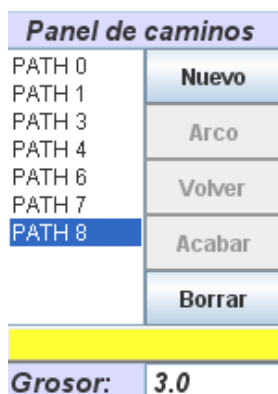 Panel de caminos
PATH 0
PATH 1
PATH 3
PATH 4
PATH 6
PATH 7
PATH 8
Nuevo
Arco
Volver
Acabar
Borrar
Grosor: 3.0